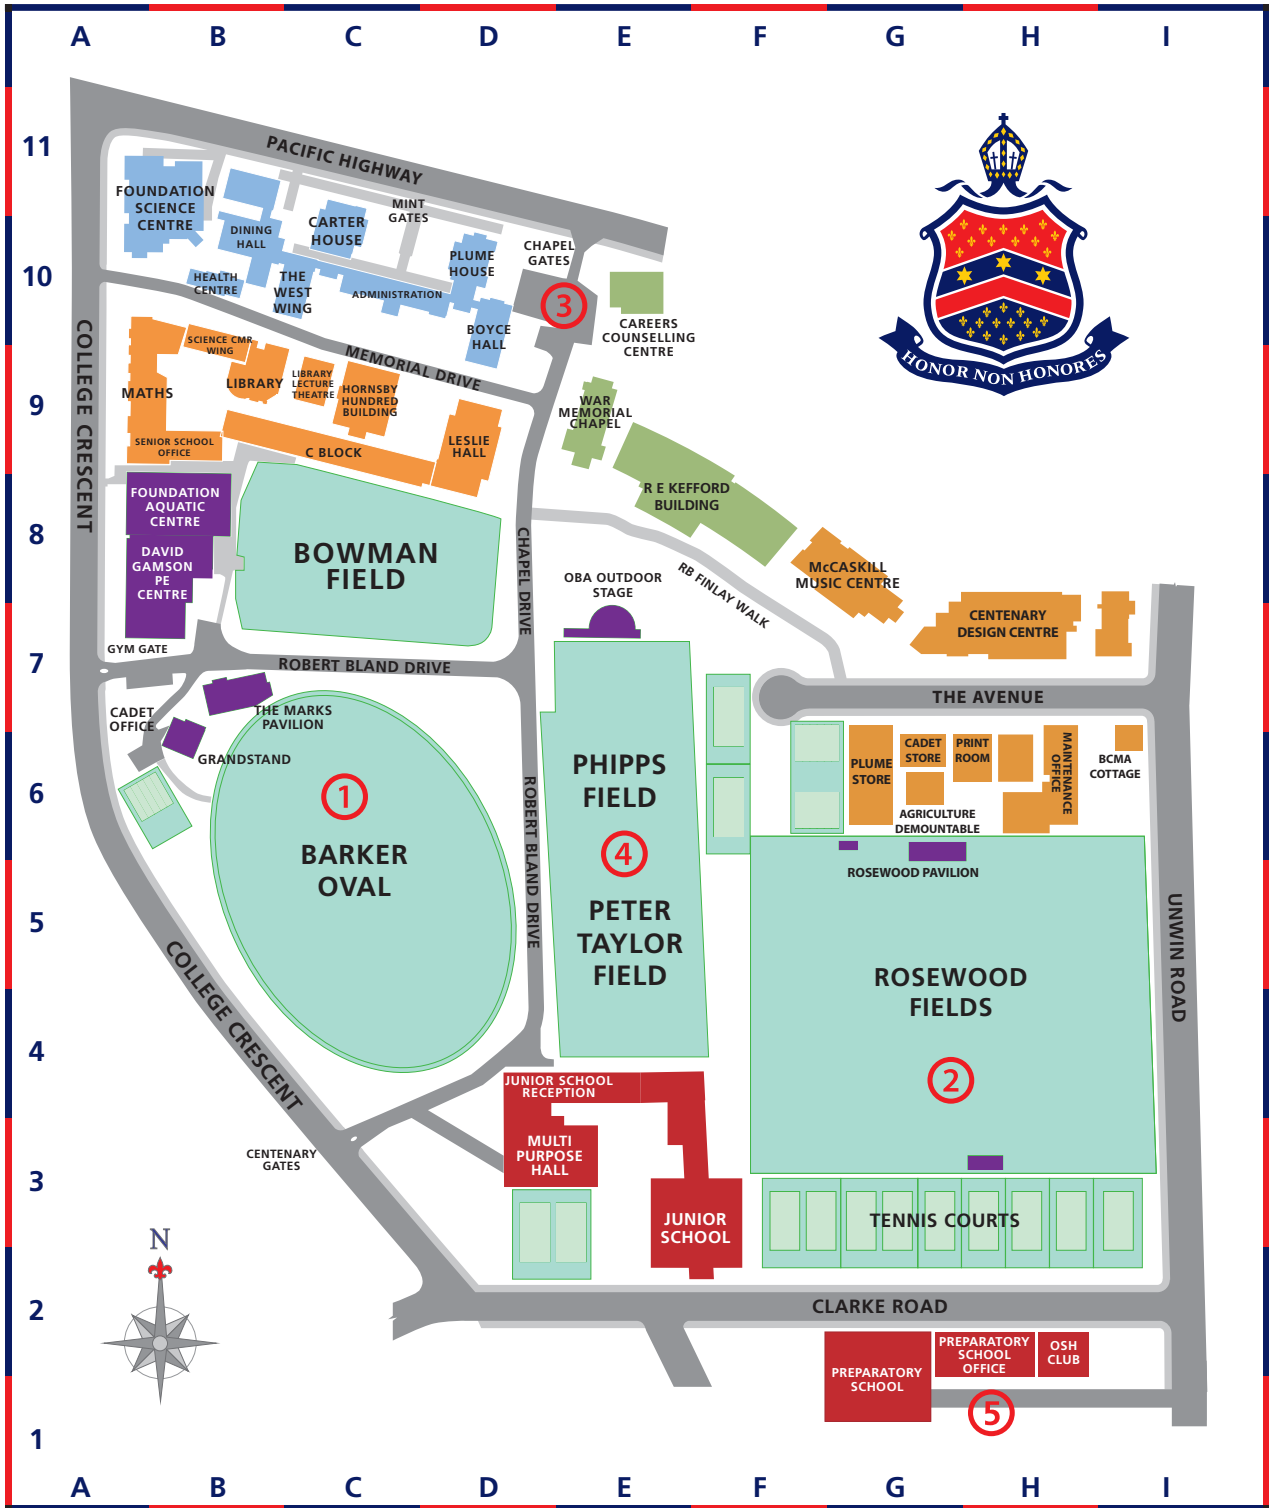 A B C D E F G H I
11
10
9
8
7
6
5
4
3
2
1
PACIFIC HIGHWAY
FOUNDATION
SCIENCE
CENTRE
DINING
HALL
CARTER
HOUSE
MINT
GATES
PLUME
HOUSE
CHAPEL
GATES
HEALTH
CENTRE
THE
WEST
WING
ADMINISTRATION
BOYCE
HALL
3
CAREERS
COUNSELLING
CENTRE
HONOR NON HONORES
COLLEGE CRESCENT
MEMORIAL DRIVE
SCIENCE CMR
WING
MATHS
LIBRARY
LIBRARY
LECTURE
THEATRE
HORNSBY
HUNDRED
BUILDING
SENIOR SCHOOL
OFFICE
C BLOCK
LESLIE
HALL
WAR
MEMORIAL
CHAPEL
R E KEFFORD
BUILDING
FOUNDATION
AQUATIC
CENTRE
DAVID
GAMSON
PE
CENTRE
BOWMAN
FIELD
CHAPEL DRIVE
OBA OUTDOOR
STAGE
RB FINLAY WALK
McCASKILL
MUSIC CENTRE
CENTENARY
DESIGN CENTRE
GYM GATE
ROBERT BLAND DRIVE
THE AVENUE
CADET
OFFICE
THE MARKS
PAVILION
GRANDSTAND
1
BARKER
OVAL
ROBERT BLAND DRIVE
PHIPPS
FIELD
4
PETER
TAYLOR
FIELD
PLUME
STORE
CADET
STORE
PRINT
ROOM
MAINTENANCE
OFFICE
BCMA
COTTAGE
AGRICULTURE
DEMOUNTABLE
ROSEWOOD PAVILION
ROSEWOOD
FIELDS
2
UNWIN ROAD
COLLEGE CRESCENT
CENTENARY
GATES
JUNIOR SCHOOL
RECEPTION
MULTI
PURPOSE
HALL
JUNIOR
SCHOOL
TENNIS COURTS
N
CLARKE ROAD
PREPARATORY
SCHOOL
PREPARATORY
SCHOOL
OFFICE
OSH
CLUB
5
A B C D E F G H I